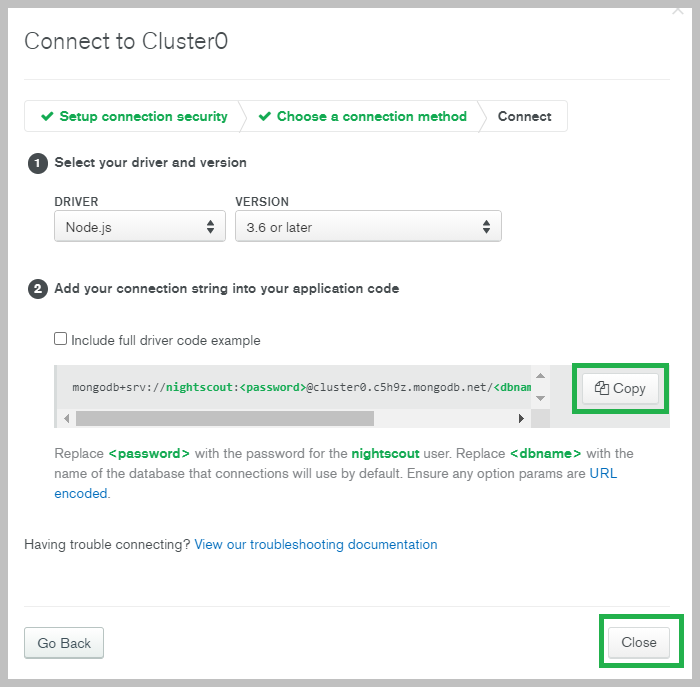 Connect to Cluster0
Setup connection security
Choose a connection method
Connect
1 Select your driver and version
DRIVER
VERSION
Node.js
3.6 or later
2 Add your connection string into your application code
Include full driver code example
mongodb+srv://nightscout:<password>@cluster0.c5h9z.mongodb.net/<dbnam
Copy
Replace <password> with the password for the nightscout user. Replace <dbname> with the
name of the database that connections will use by default. Ensure any option params are URL
encoded.
Having trouble connecting? View our troubleshooting documentation
Go Back
Close